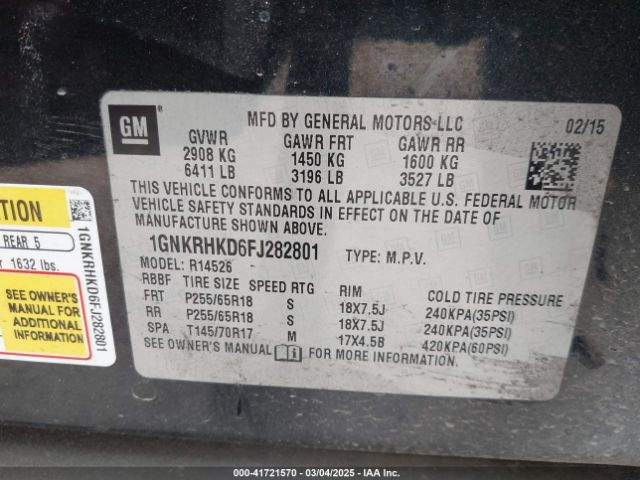 GM
MFD BY GENERAL MOTORS LLC
02/15
GVWR GAWR FRT GAWR RR
2908 KG 1450 KG 1600 KG
6411 LB 3196 LB 3527 LB
THIS VEHICLE CONFORMS TO ALL APPLICABLE U.S. FEDERAL MOTOR
VEHICLE SAFETY STANDARDS IN EFFECT ON THE DATE OF
MANUFACTURE SHOWN ABOVE.
1GNKRHKD6FJ282801 TYPE: M.P.V.
MODEL: R14526
RBBF TIRE SIZE SPEED RTG RIM COLD TIRE PRESSURE
FRT P255/65R18 S 18X7.5J 240KPA(35PSI)
RR P255/65R18 S 18X7.5J 240KPA(35PSI)
SPA T145/70R17 M 17X4.5B 420KPA(60PSI)
SEE OWNER'S MANUAL FOR MORE INFORMATION.
REAR 5
1632 lbs.
SEE OWNER'S
MANUAL FOR
ADDITIONAL
INFORMATION
1GNKRHKD6FJ282801
000-41721570 — 03/04/2025 — IAA Inc.